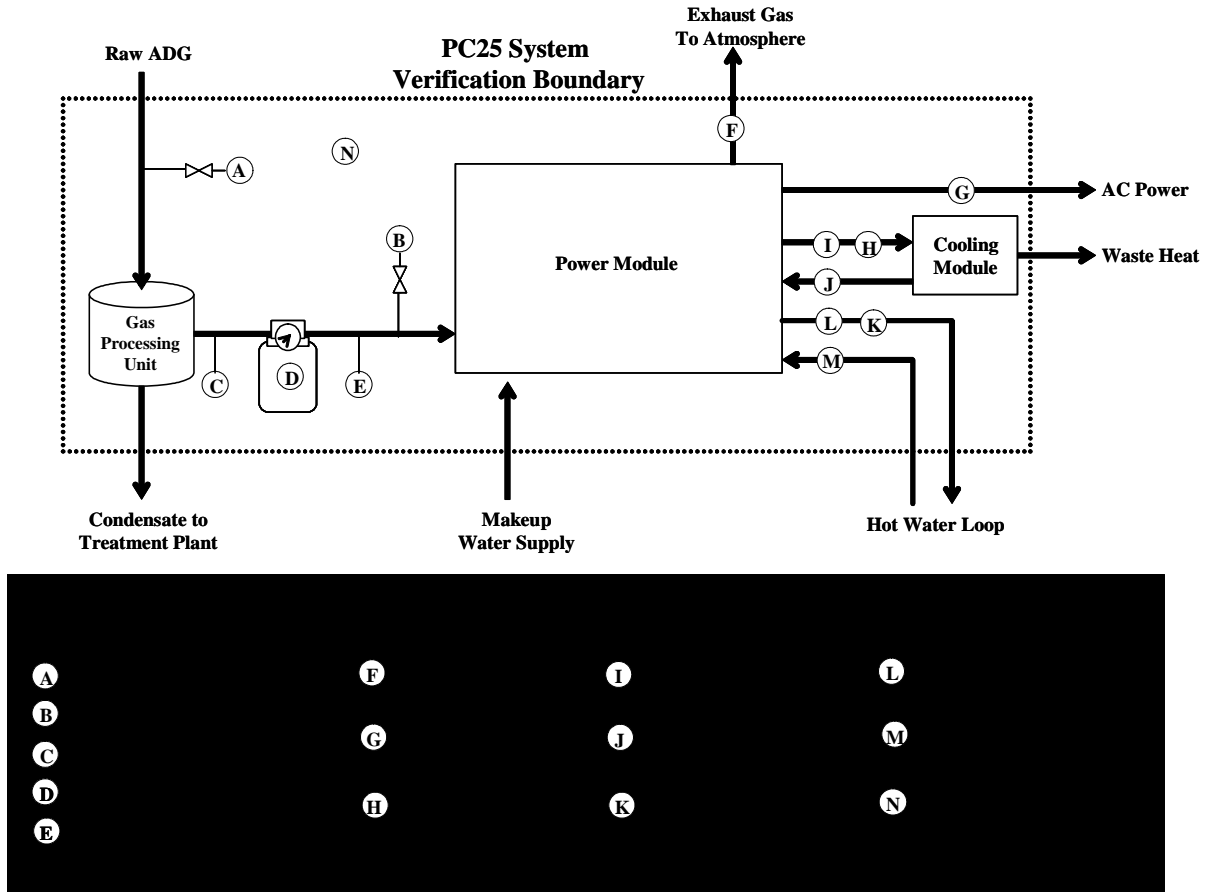 Exhaust Gas
To Atmosphere
Raw ADG
PC25 System
Verification Boundary
F
N
A
G
AC Power
B
I
H
Cooling
Module
Waste Heat
Power Module
J
Gas
Processing
Unit
L
K
M
C
D
E
Condensate to
Treatment Plant
Makeup
Water Supply
Hot Water Loop
A
F
I
L
B
G
J
M
C
D
H
K
N
E